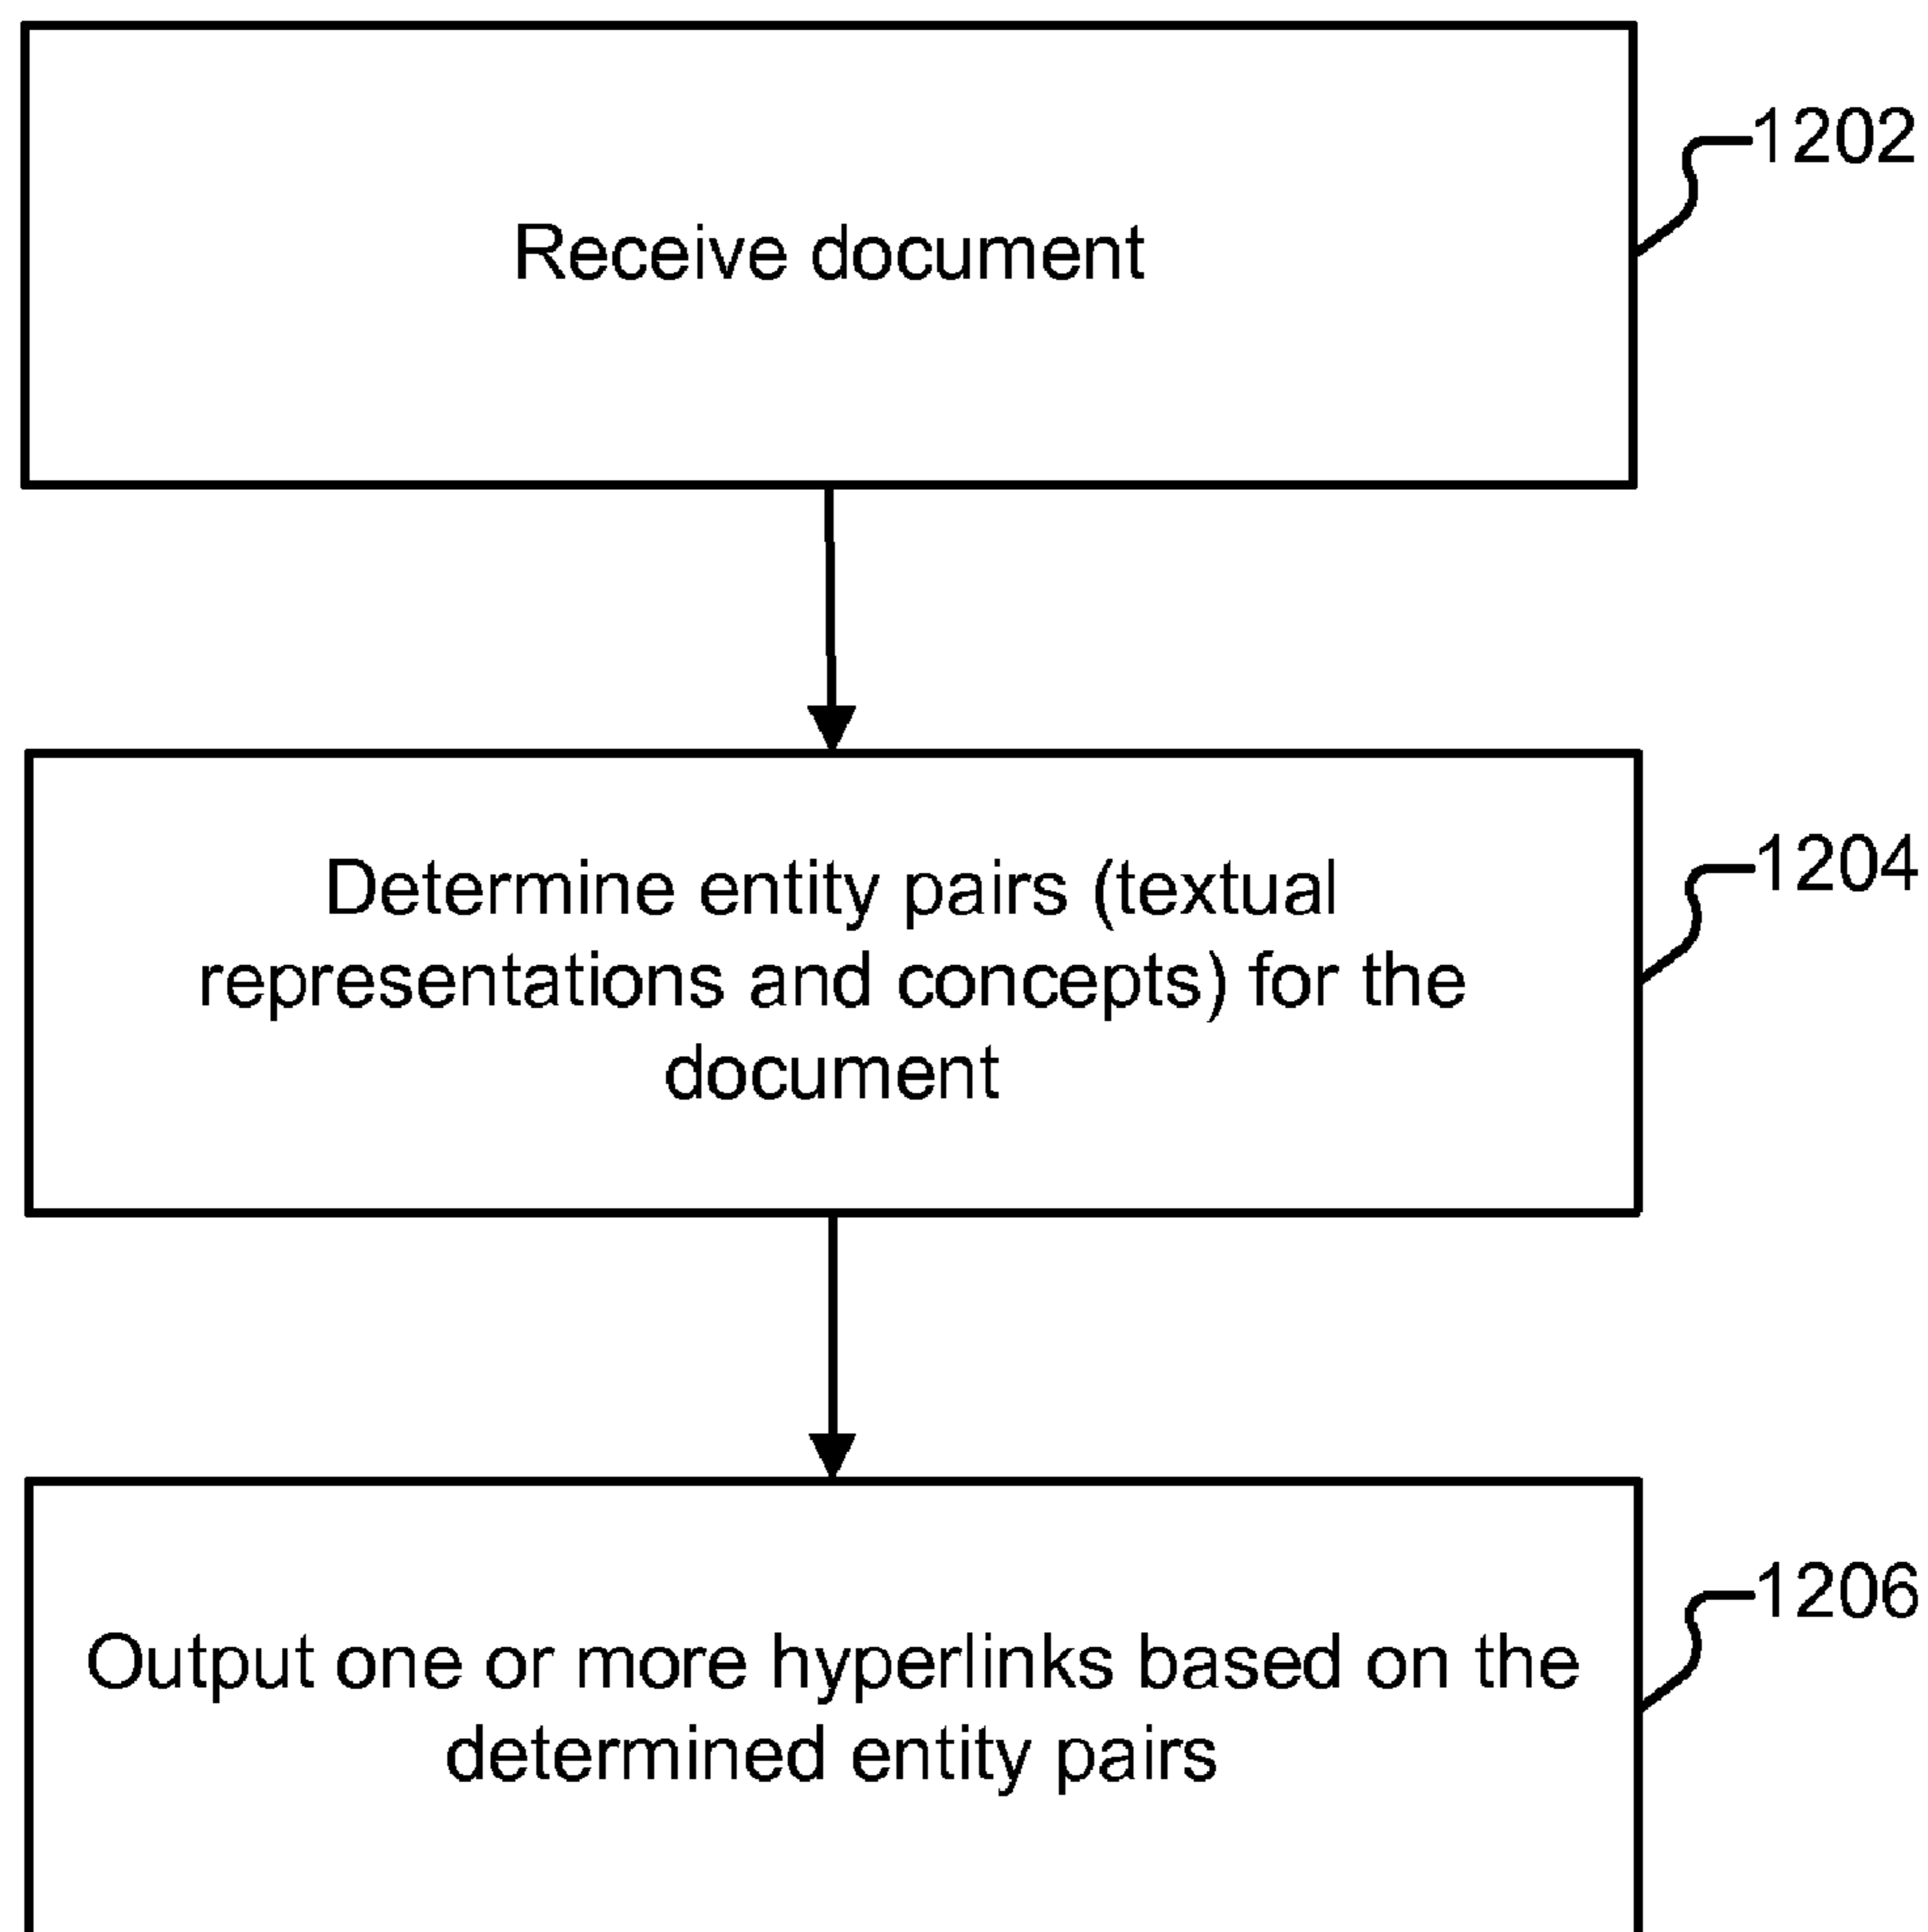 Receive document
1202
Determine entity pairs (textual
representations and concepts) for the
document
1204
Output one or more hyperlinks based on the
determined entity pairs
1206